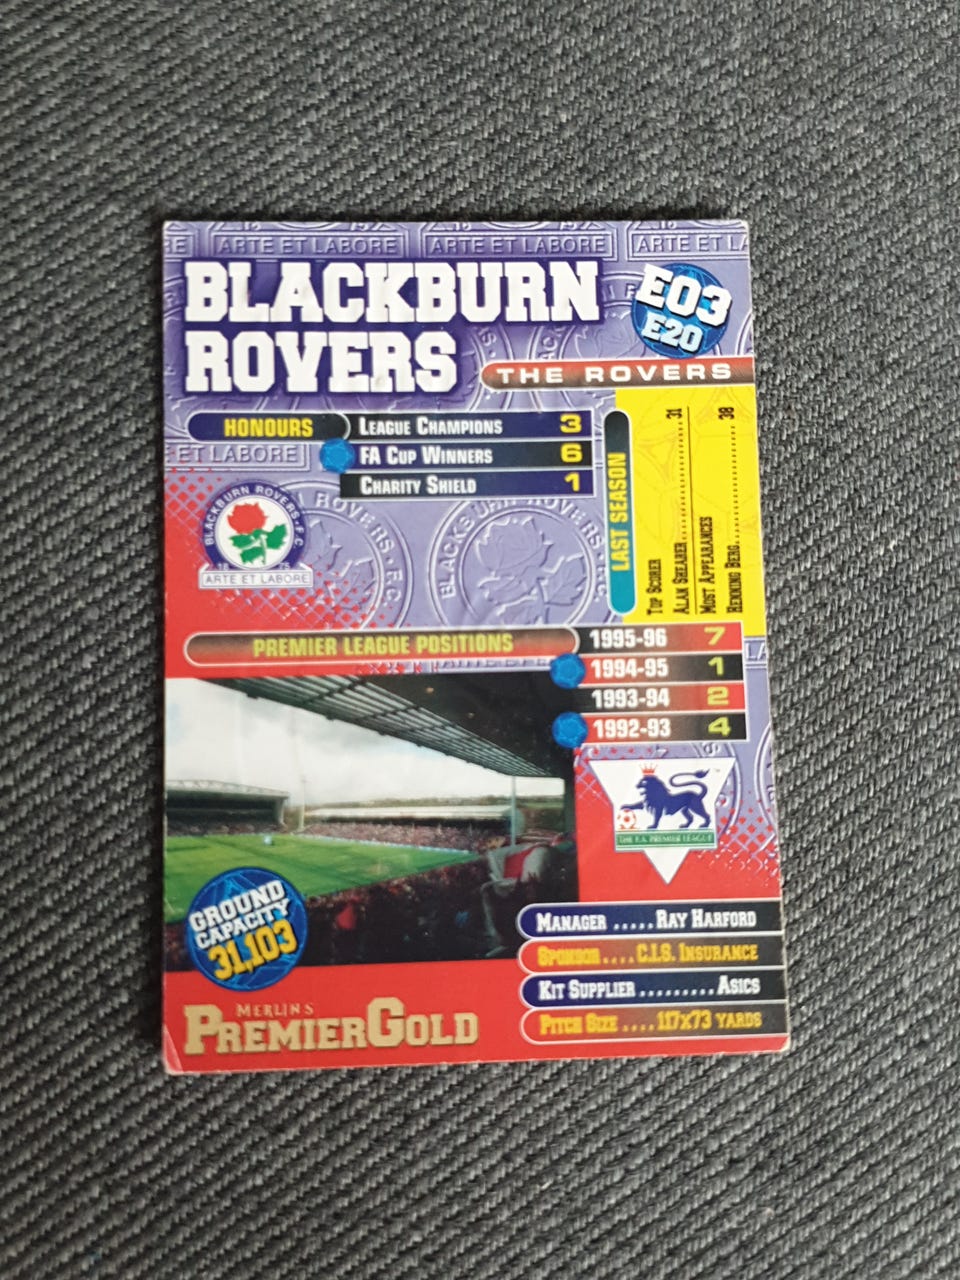 ARTE ET LABORE ARTE ET LABORE ARTE ET LA
BLACKBURN
ROVERS
E03
E20
THE ROVERS
HONOURS
LEAGUE CHAMPIONS 3
FA CUP WINNERS 6
CHARITY SHIELD 1
ET LABORE
BLACKBURN ROVERS F.C.
18 75
ARTE ET LABORE
LAST SEASON
TOP SCORER
ALAN SHEARER 31
MOST APPEARANCES
HENNING BERG 38
PREMIER LEAGUE POSITIONS
1995-96 7
1994-95 1
1993-94 2
1992-93 4
THE F.A. PREMIER LEAGUE
GROUND
CAPACITY
31,103
MERLIN'S
PREMIERGOLD
MANAGER .....RAY HARFORD
SPONSOR....C.I.S. INSURANCE
KIT SUPPLIER.........ASICS
PITCH SIZE ....117X73 YARDS